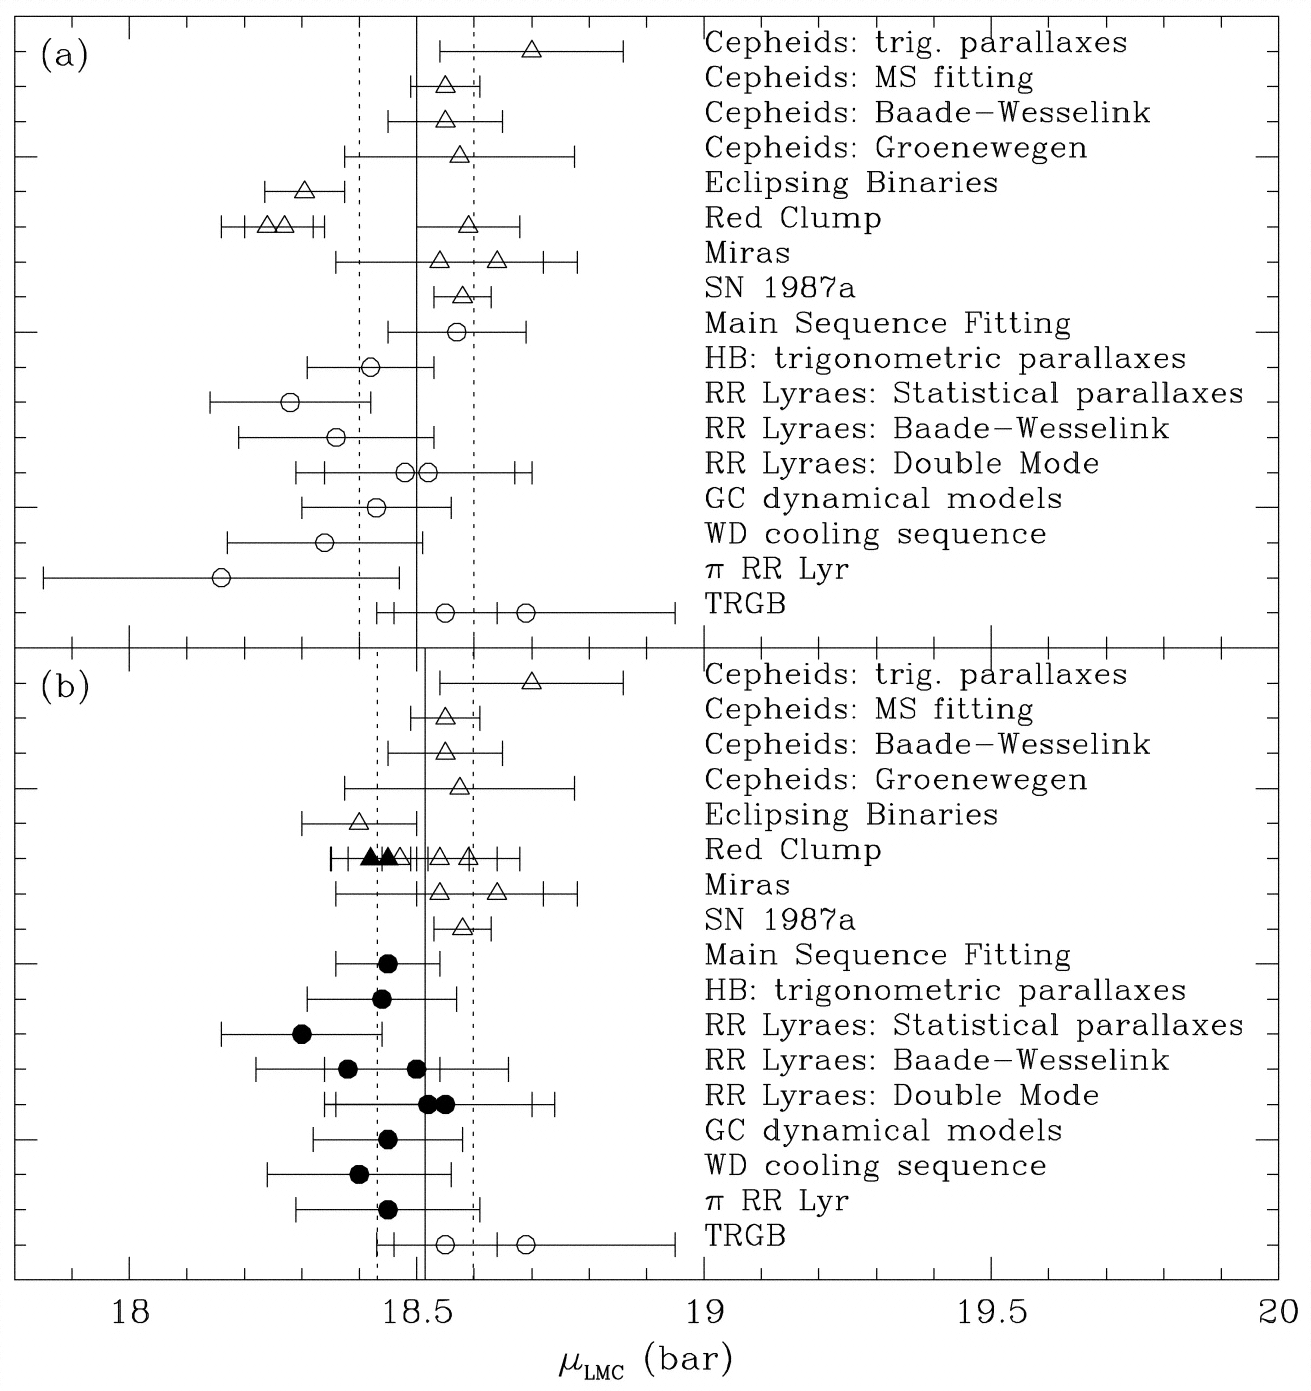 (a)
Cepheids: trig. parallaxes
Cepheids: MS fitting
Cepheids: Baade−Wesselink
Cepheids: Groenewegen
Eclipsing Binaries
Red Clump
Miras
SN 1987a
Main Sequence Fitting
HB: trigonometric parallaxes
RR Lyraes: Statistical parallaxes
RR Lyraes: Baade−Wesselink
RR Lyraes: Double Mode
GC dynamical models
WD cooling sequence
π RR Lyr
TRGB
(b)
Cepheids: trig. parallaxes
Cepheids: MS fitting
Cepheids: Baade−Wesselink
Cepheids: Groenewegen
Eclipsing Binaries
Red Clump
Miras
SN 1987a
Main Sequence Fitting
HB: trigonometric parallaxes
RR Lyraes: Statistical parallaxes
RR Lyraes: Baade−Wesselink
RR Lyraes: Double Mode
GC dynamical models
WD cooling sequence
π RR Lyr
TRGB
18 18.5 19 19.5 20
μLMC (bar)